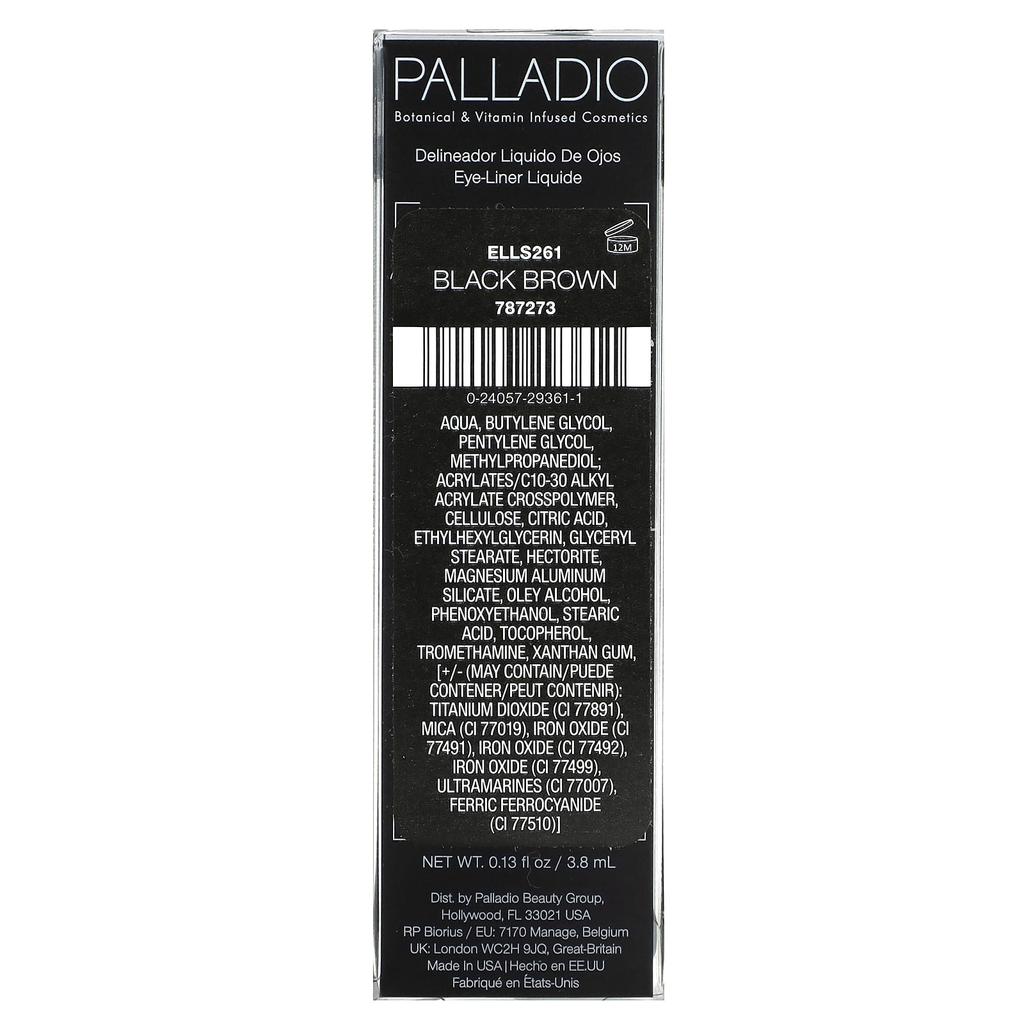 PALLADIO
Botanical & Vitamin Infused Cosmetics
Delineador Liquido De Ojos
Eye-Liner Liquide
12M
ELLS261
BLACK BROWN
787273
0-24057-29361-1
AQUA, BUTYLENE GLYCOL,
PENTYLENE GLYCOL,
METHYLPROPANEDIOL;
ACRYLATES/C10-30 ALKYL
ACRYLATE CROSSPOLYMER,
CELLULOSE, CITRIC ACID,
ETHYLHEXYLGLYCERIN, GLYCERYL
STEARATE, HECTORITE,
MAGNESIUM ALUMINUM
SILICATE, OLEY ALCOHOL,
PHENOXYETHANOL, STEARIC
ACID, TOCOPHEROL,
TROMETHAMINE, XANTHAN GUM,
[+/- (MAY CONTAIN/PUEDE
CONTENER/PEUT CONTENIR):
TITANIUM DIOXIDE (CI 77891),
MICA (CI 77019), IRON OXIDE (CI
77491), IRON OXIDE (CI 77492),
IRON OXIDE (CI 77499),
ULTRAMARINES (CI 77007),
FERRIC FERROCYANIDE
(CI 77510)]
NET WT. 0.13 fl oz / 3.8 mL
Dist. by Palladio Beauty Group,
Hollywood, FL 33021 USA
RP Biorius / EU: 7170 Manage, Belgium
UK: London WC2H 9JQ, Great-Britain
Made In USA | Hecho en EE.UU
Fabriqué en États-Unis